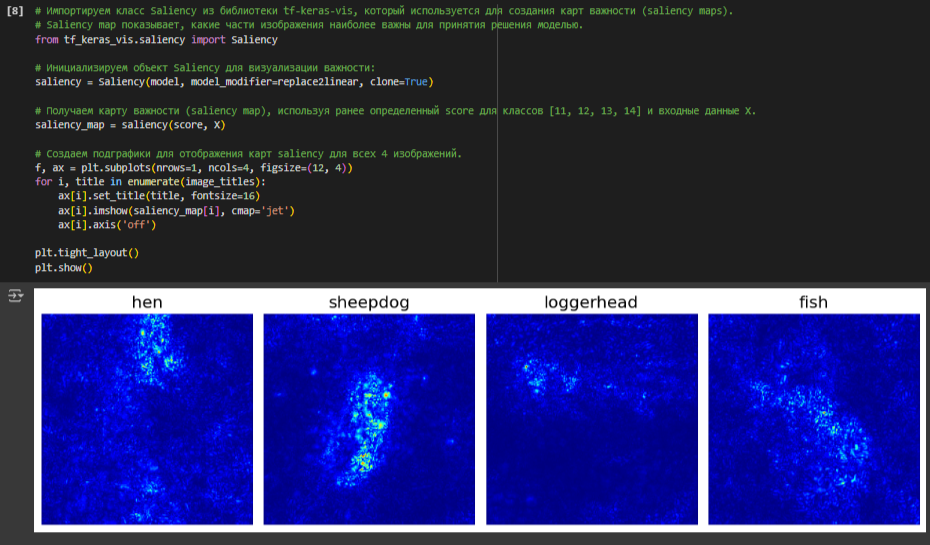 [8] # Импортируем класс Saliency из библиотеки tf-keras-vis, который используется для создания карт важности (saliency maps).
# Saliency map показывает, какие части изображения наиболее важны для принятия решения моделью.
from tf_keras_vis.saliency import Saliency
# Инициализируем объект Saliency для визуализации важности:
saliency = Saliency(model, model_modifier=replace2linear, clone=True)
# Получаем карту важности (saliency map), используя ранее определенный score для классов [11, 12, 13, 14] и входные данные X.
saliency_map = saliency(score, X)
# Создаем подграфики для отображения карт saliency для всех 4 изображений.
f, ax = plt.subplots(nrows=1, ncols=4, figsize=(12, 4))
for i, title in enumerate(image_titles):
    ax[i].set_title(title, fontsize=16)
    ax[i].imshow(saliency_map[i], cmap='jet')
    ax[i].axis('off')
plt.tight_layout()
plt.show()
hen sheepdog loggerhead fish